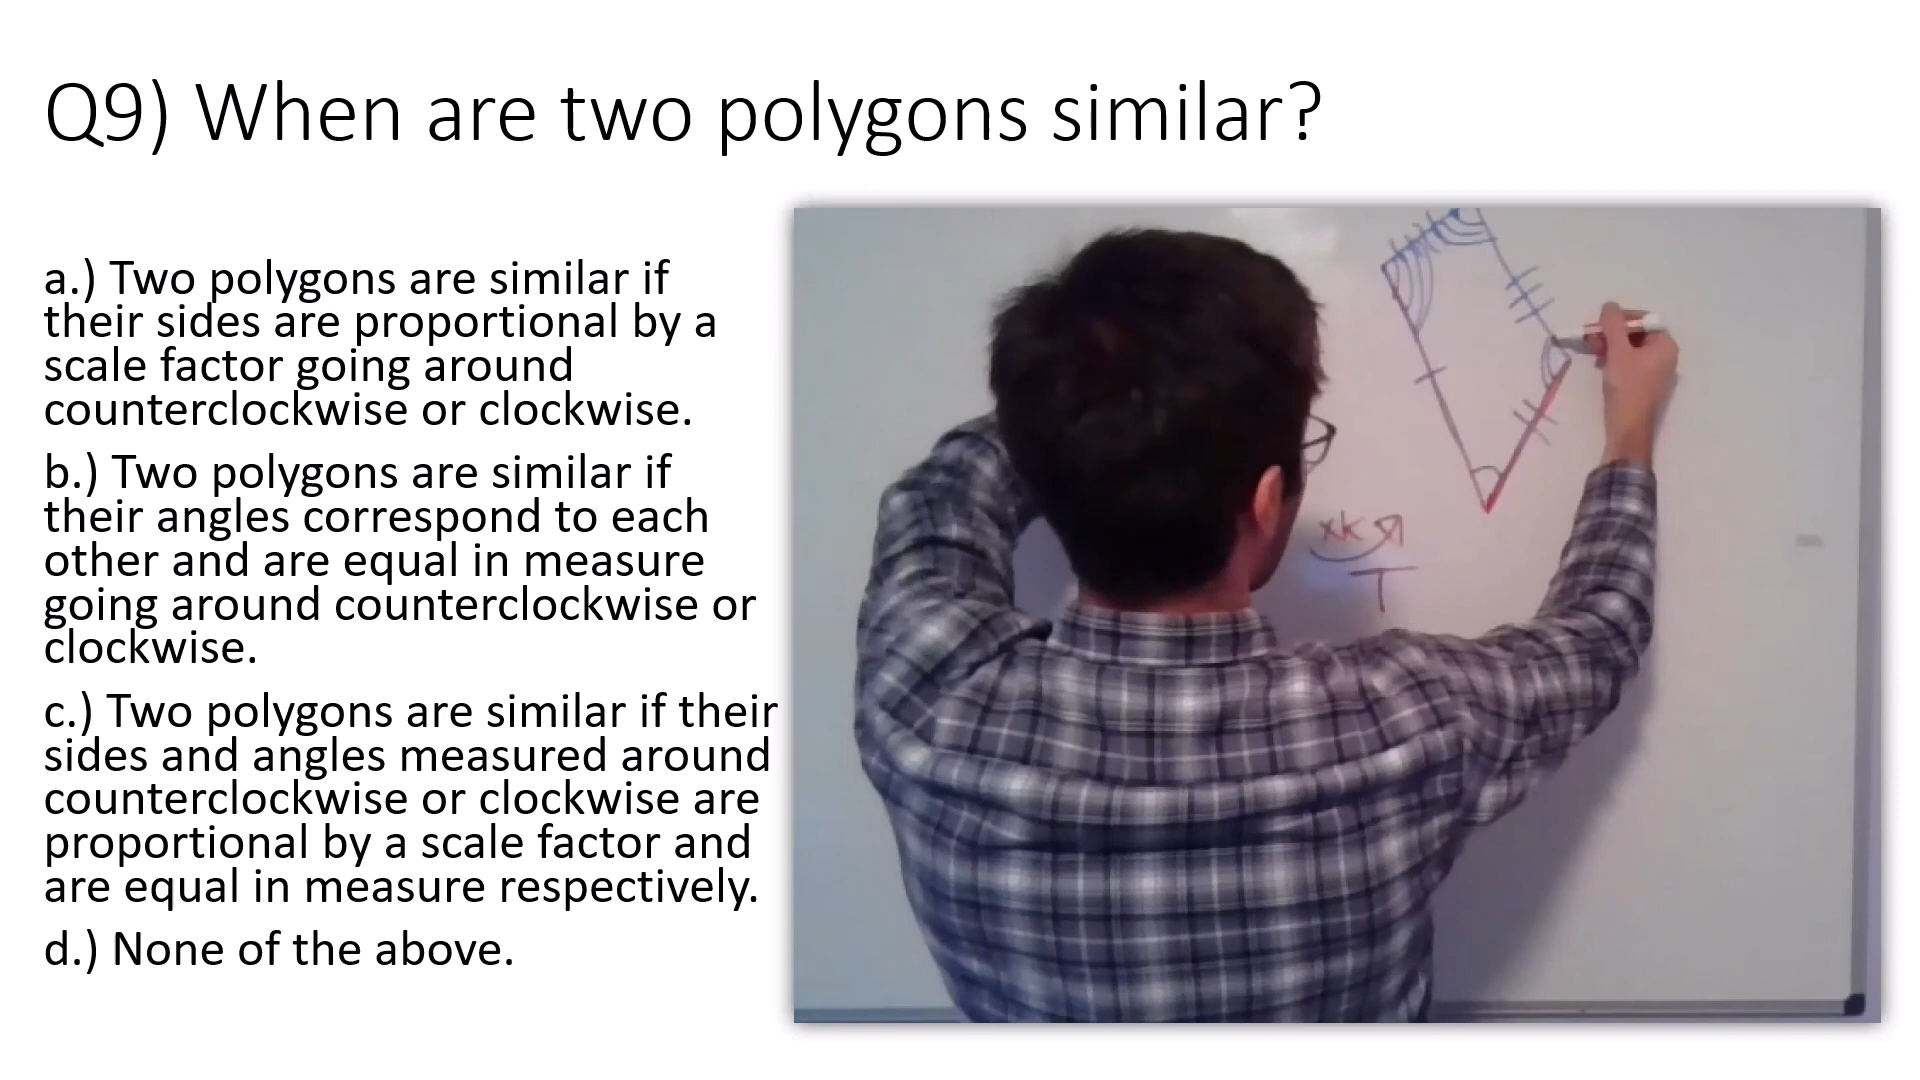 Q9) When are two polygons similar?
a.) Two polygons are similar if
their sides are proportional by a
scale factor going around
counterclockwise or clockwise.
b.) Two polygons are similar if
their angles correspond to each
other and are equal in measure
going around counterclockwise or
clockwise.
c.) Two polygons are similar if their
sides and angles measured around
counterclockwise or clockwise are
proportional by a scale factor and
are equal in measure respectively.
d.) None of the above.